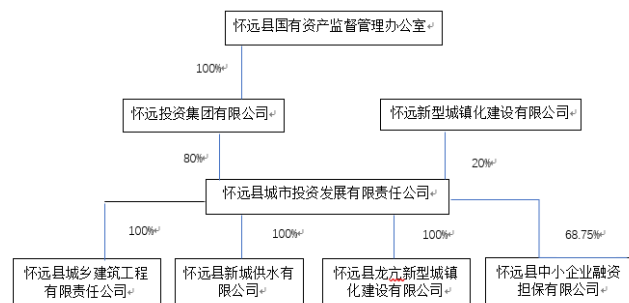 怀远县国有资产监督管理办公室
100%
怀远投资集团有限公司
怀远新型城镇化建设有限公司
80%
20%
怀远县城市投资发展有限责任公司
100%
100%
100%
68.75%
怀远县城乡建筑工程
有限责任公司
怀远县新城供水有
限公司
怀远县龙亢新型城镇
化建设有限公司
怀远县中小企业融资
担保有限公司